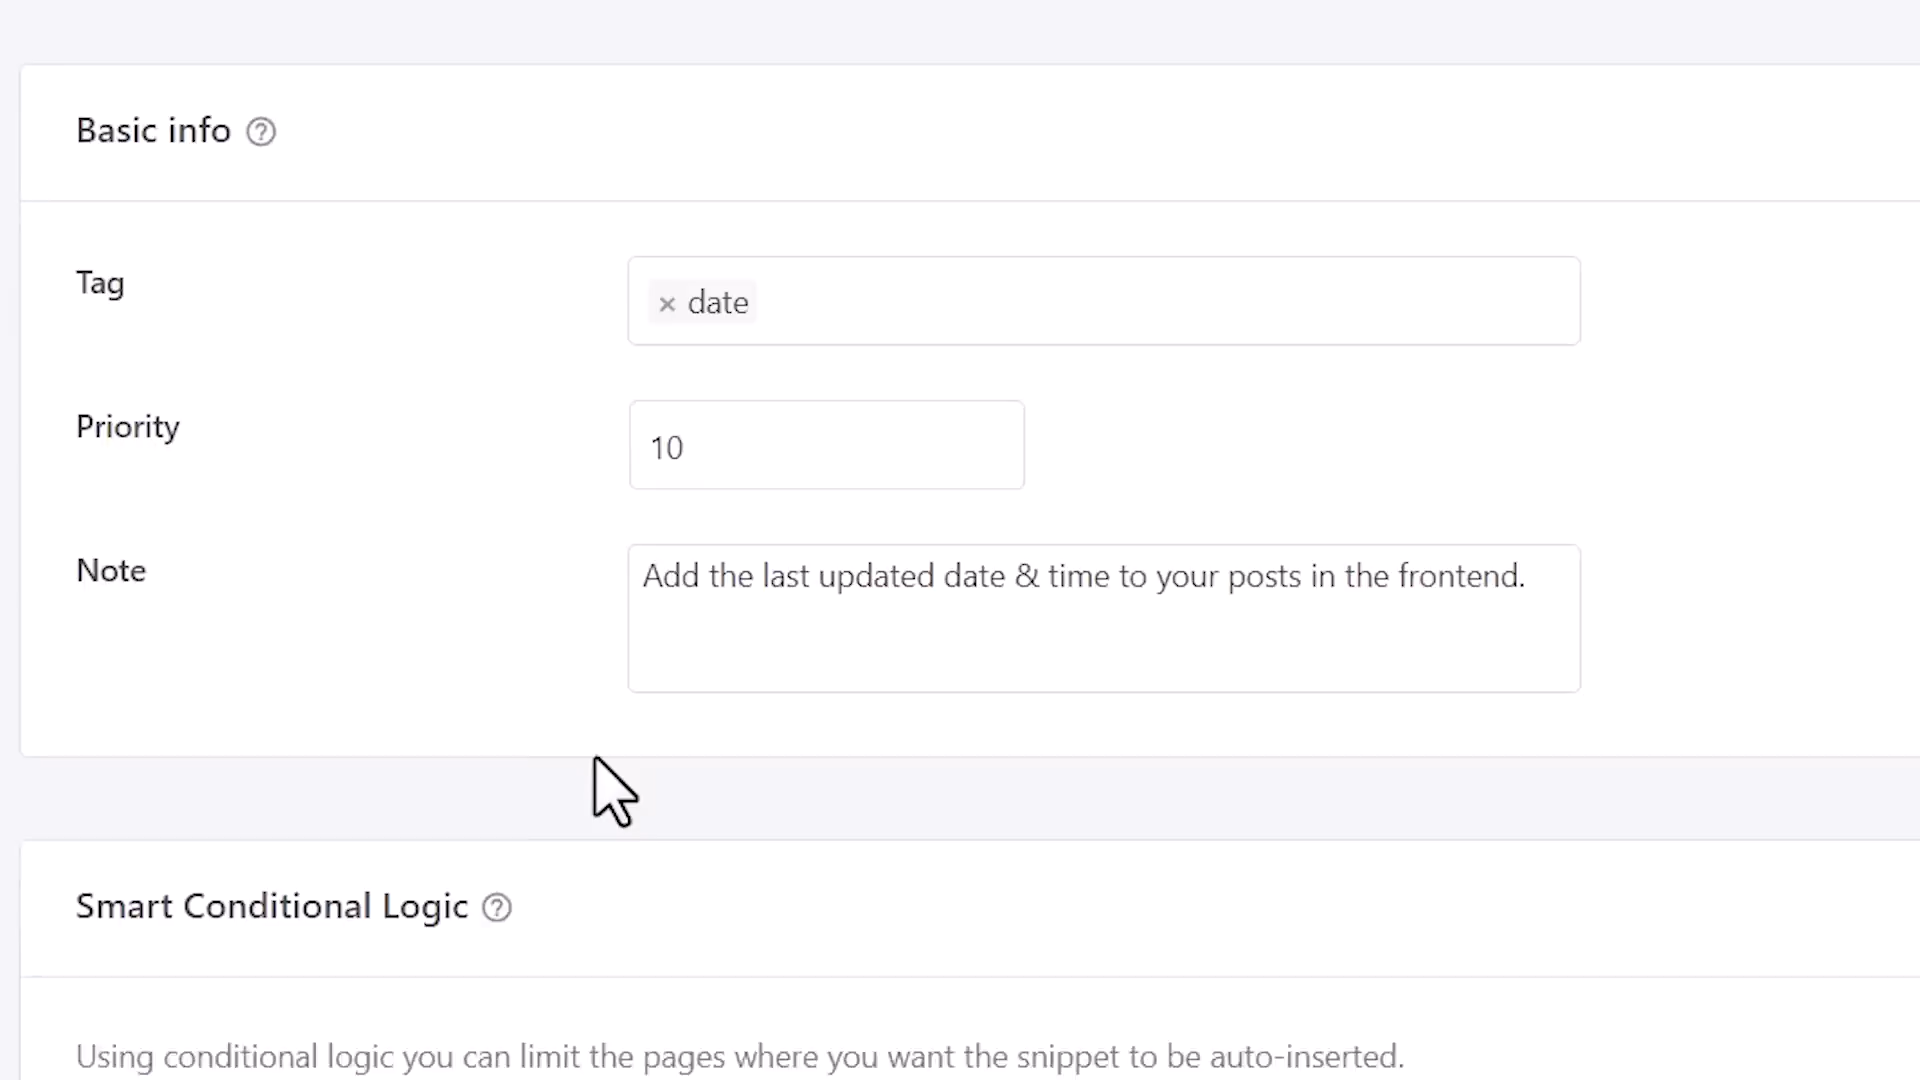 Basic info
Tag
× date
Priority
10
Note
Add the last updated date & time to your posts in the frontend.
Smart Conditional Logic
Using conditional logic you can limit the pages where you want the snippet to be auto-inserted.